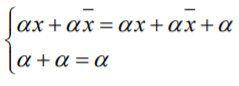 αx + αx̄ = αx + αx̄ + α
α + α = α